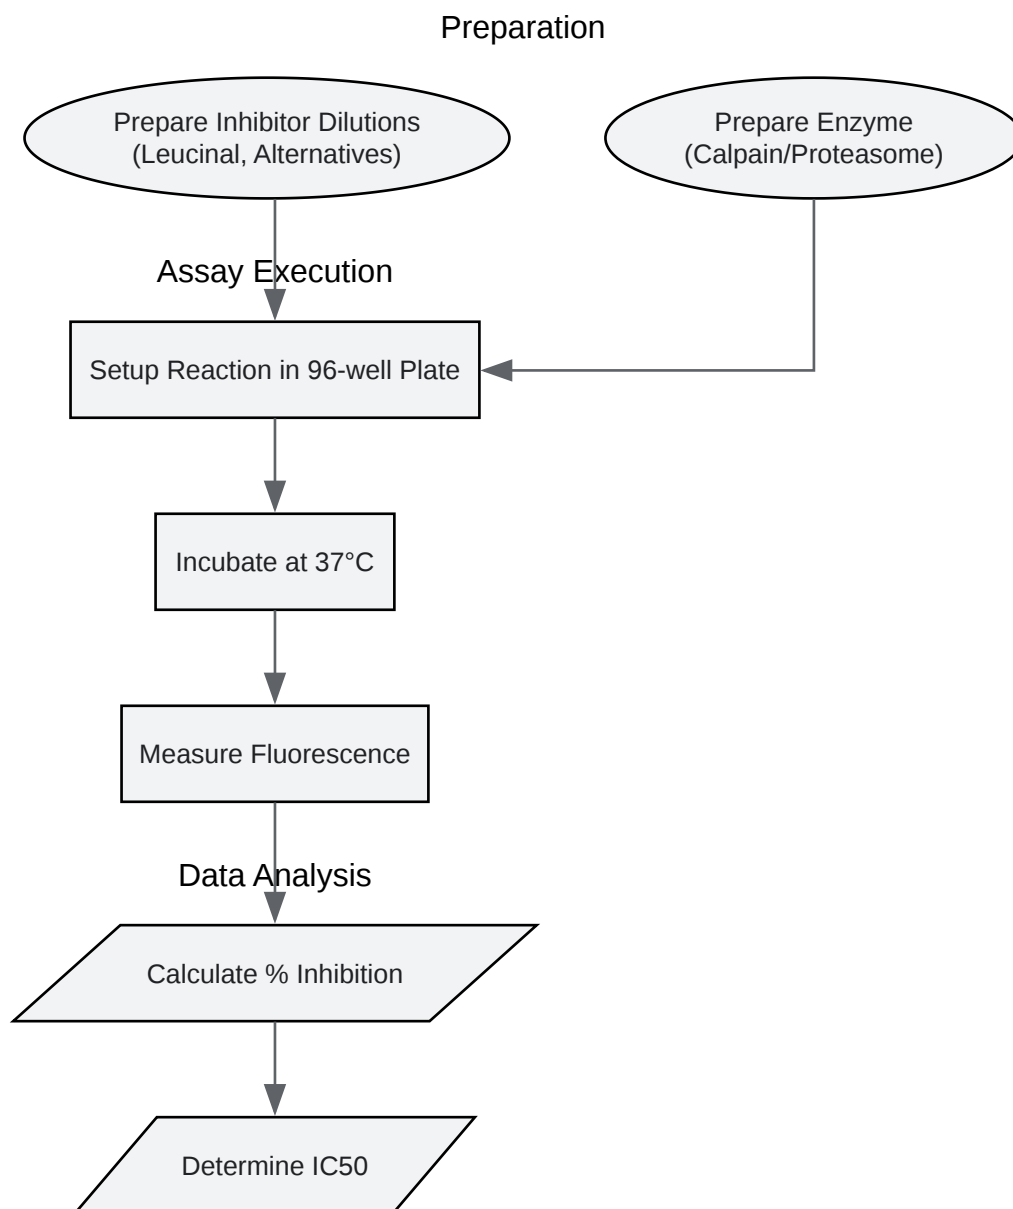 Preparation
Prepare Inhibitor Dilutions
(Leucinal, Alternatives)
Prepare Enzyme
(Calpain/Proteasome)
Assay Execution
Setup Reaction in 96-well Plate
Incubate at 37°C
Measure Fluorescence
Data Analysis
Calculate % Inhibition
Determine IC50